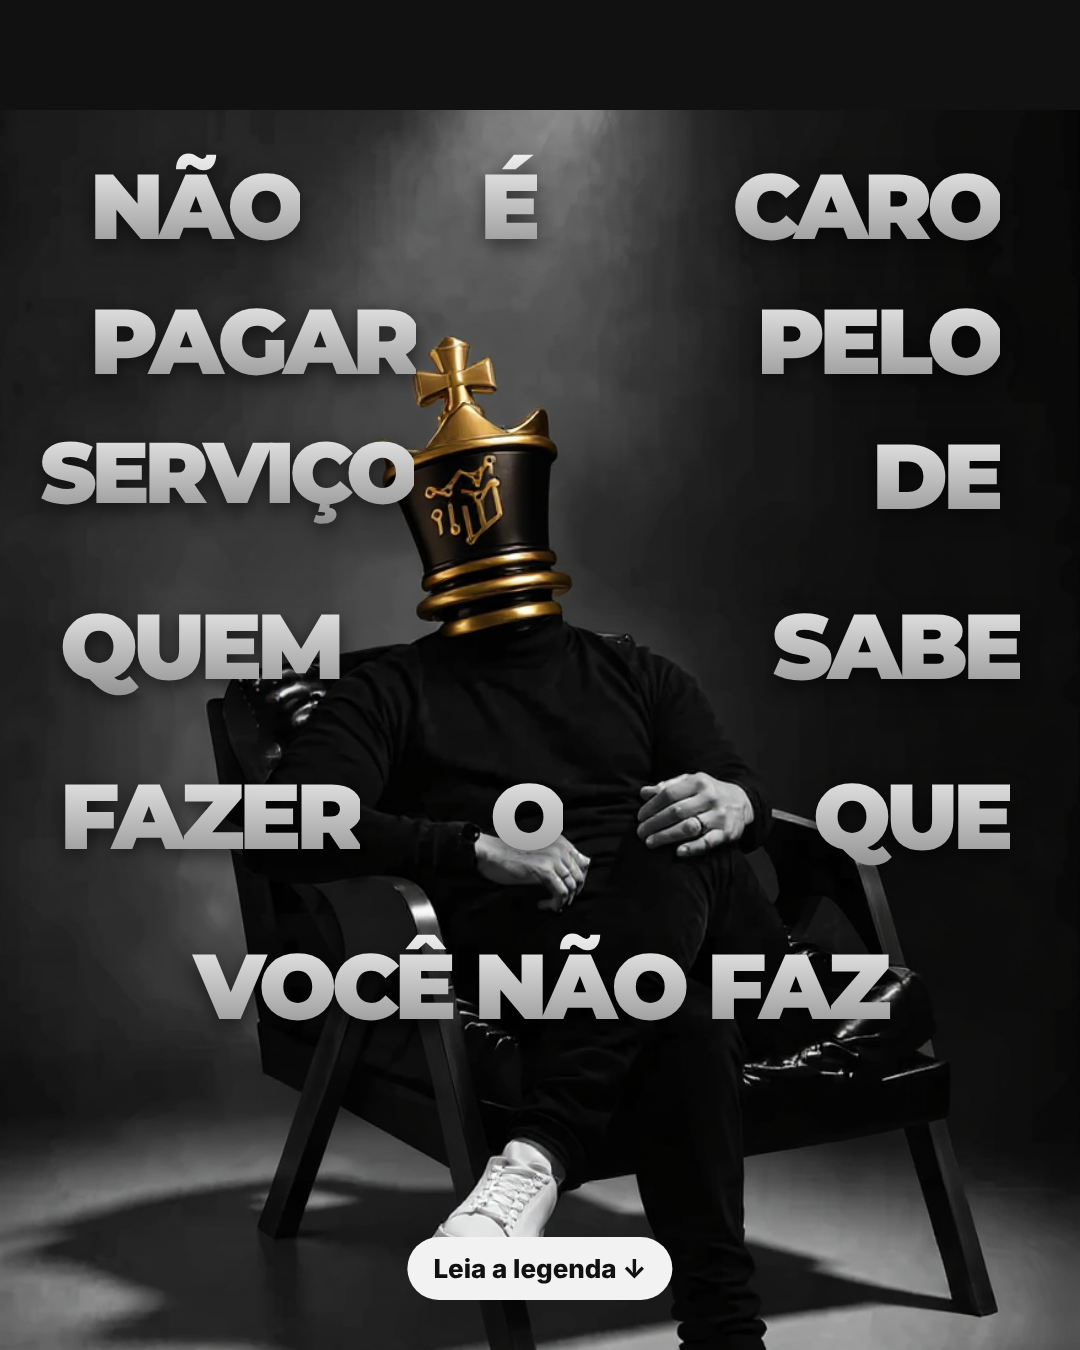 NÃO É CARO
PAGAR PELO
SERVIÇO DE
QUEM SABE
FAZER O QUE
VOCÊ NÃO FAZ
Leia a legenda ↓